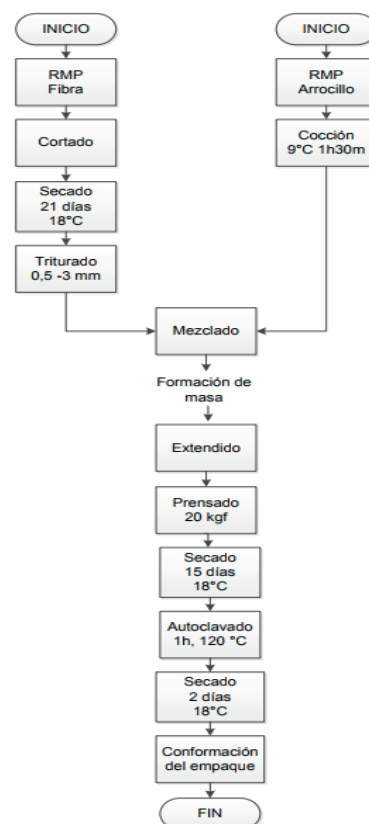 INICIO
RMP
Fibra
Cortado
Secado
21 días
18°C
Triturado
0,5 -3 mm
INICIO
RMP
Arrocillo
Cocción
9°C 1h30m
Mezclado
Formación de
masa
Extendido
Prensado
20 kgf
Secado
15 días
18°C
Autoclavado
1h, 120 °C
Secado
2 días
18°C
Conformación
del empaque
FIN